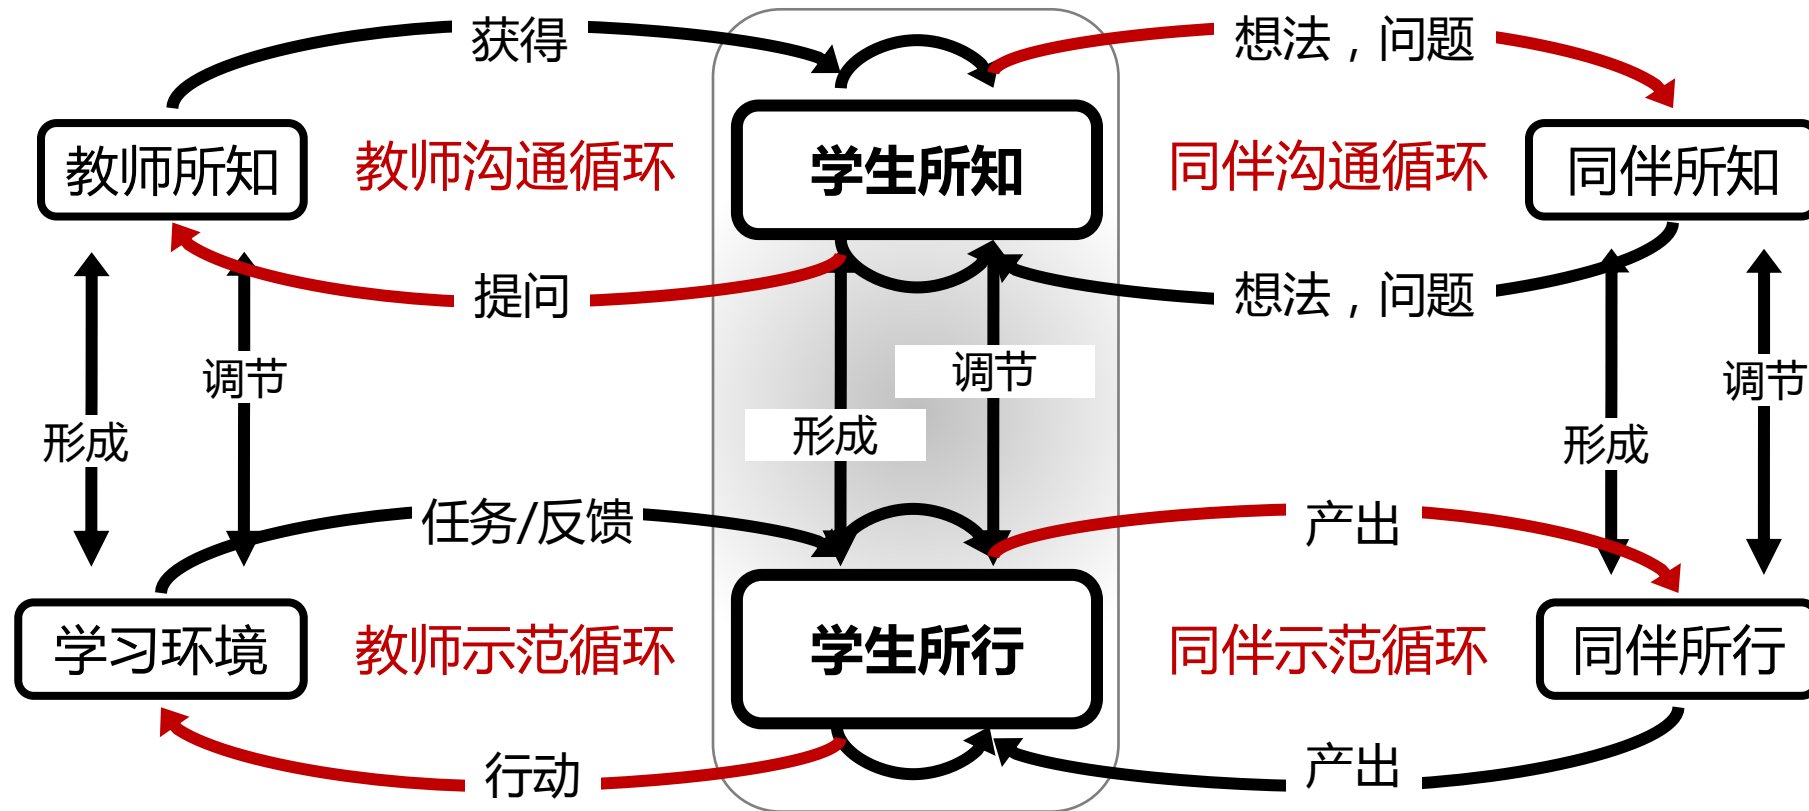 获得
想法，问题
教师所知
教师沟通循环
学生所知
同伴沟通循环
同伴所知
提问
想法，问题
调节
调节
调节
形成
形成
形成
任务/反馈
产出
学习环境
教师示范循环
学生所行
同伴示范循环
同伴所行
行动
产出